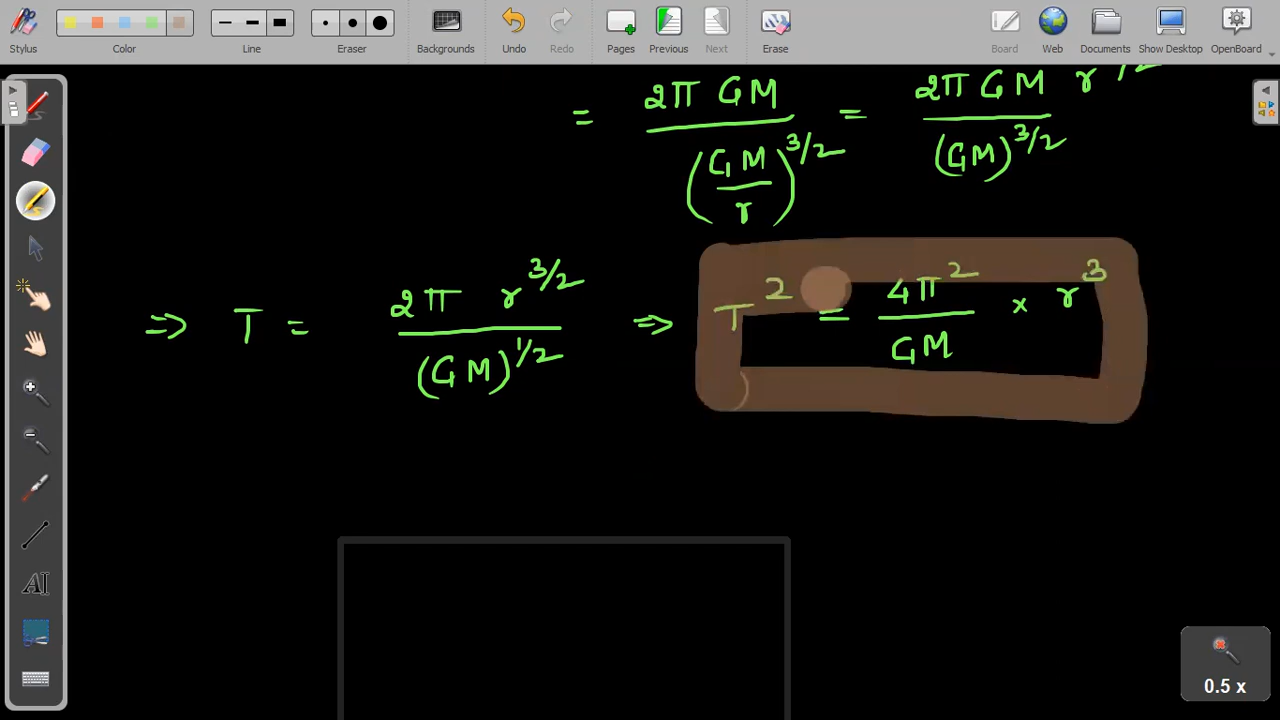 Stylus Color Line Eraser Backgrounds Undo Redo Pages Previous Next Erase Board Web Documents Show Desktop OpenBoard
= 2π GM / (GM/r)^3/2 = 2π GM / (GM)^3/2
⇒ T = 2π r^3/2 / (GM)^1/2 ⇒ T^2 = 4π^2 / GM × r^3
AI
0.5 x